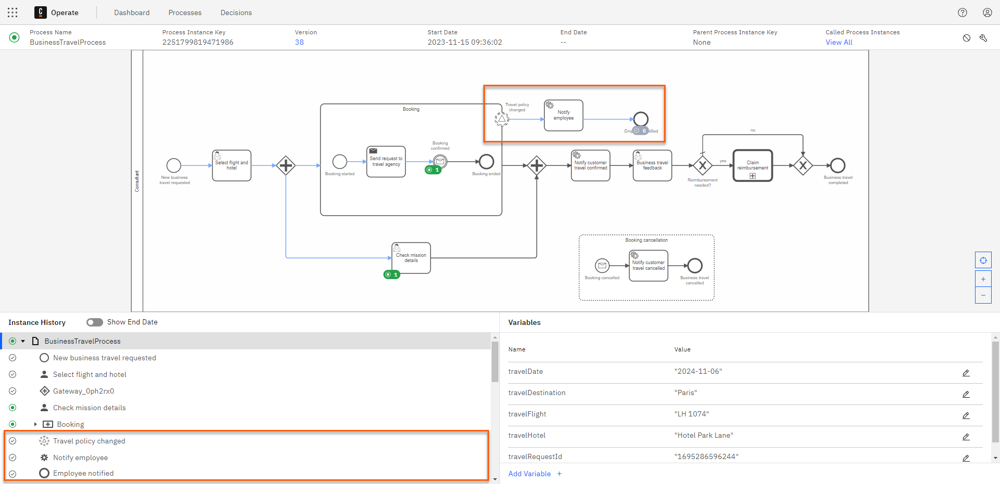 Operate
Dashboard
Processes
Decisions
Process Name
BusinessTravelProcess
Process Instance Key
2251799819471986
Version
38
Start Date
2023-11-15 09:36:02
End Date
--
Parent Process Instance Key
None
Called Process Instances
View All
Consultant
New business
travel requested
Select flight and
hotel
Booking
Booking started
Send request to
travel agency
Booking
confirmed
1
Booking ended
Travel policy
changed
Notify
employee
8
Check mission
details
1
Notify customer
travel confirmed
Business travel
feedback
Reimbursement
needed?
no
yes
Claim
reimbursement
Business travel
completed
Booking cancellation
Booking cancelled
Notify customer
travel cancelled
Business travel
cancelled
Instance History
Show End Date
BusinessTravelProcess
New business travel requested
Select flight and hotel
Gateway_0ph2rx0
Check mission details
Booking
Travel policy changed
Notify employee
Employee notified
Variables
Name Value
travelDate "2024-11-06"
travelDestination "Paris"
travelFlight "LH 1074"
travelHotel "Hotel Park Lane"
travelRequestId "1695286596244"
Add Variable +